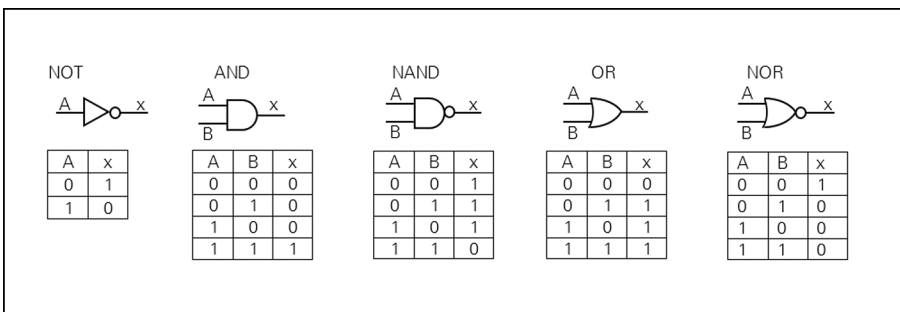 NOT AND NAND OR NOR
A x A x A x A x A x
B B B B B
A x A B x A B x A B x A B x
0 1 0 0 0 0 0 1 0 0 0 0 0 1
1 0 0 1 0 0 1 1 0 1 1 0 1 0
1 0 0 1 0 1 1 0 1 1 0 0
1 1 1 1 1 0 1 1 1 1 1 0